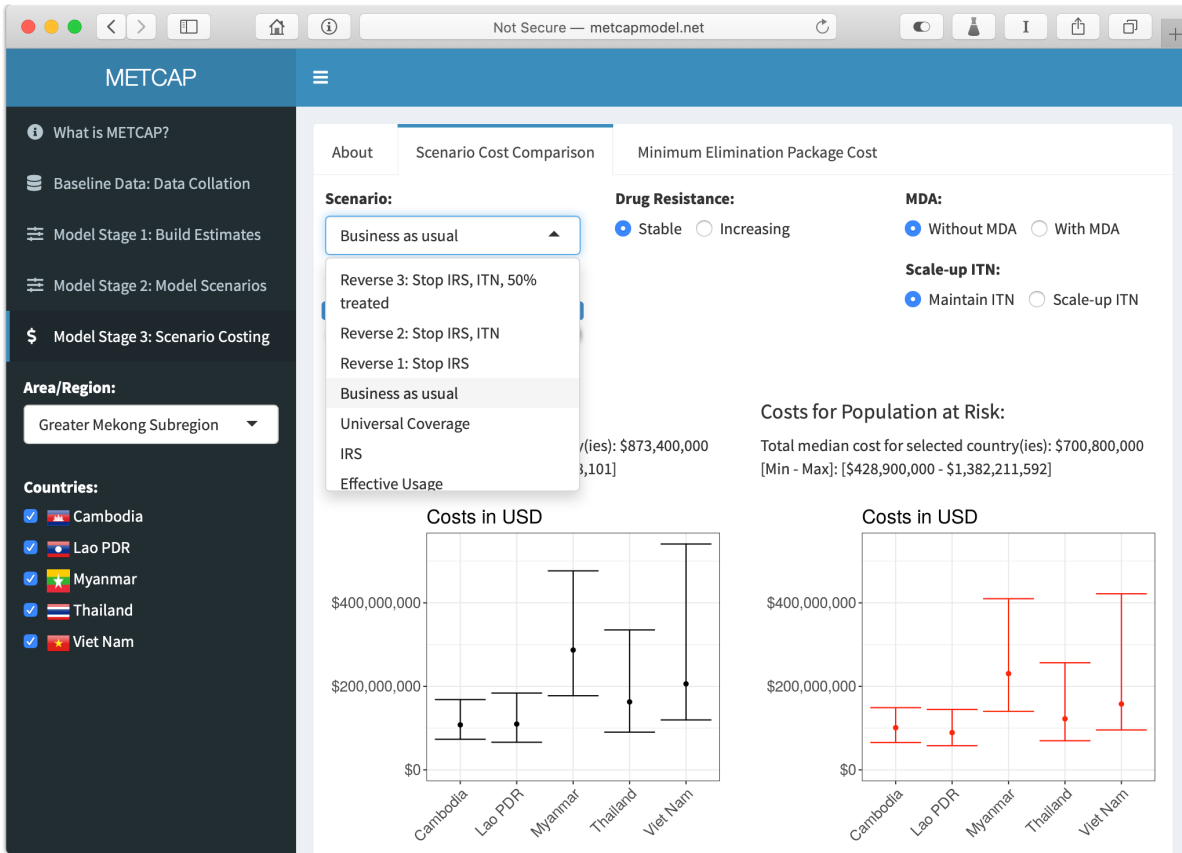 Not Secure — metcapmodel.net
METCAP
What is METCAP?
Baseline Data: Data Collation
Model Stage 1: Build Estimates
Model Stage 2: Model Scenarios
$ Model Stage 3: Scenario Costing
Area/Region:
Greater Mekong Subregion
Countries:
Cambodia
Lao PDR
Myanmar
Thailand
Viet Nam
About
Scenario Cost Comparison
Minimum Elimination Package Cost
Scenario:
Business as usual
Reverse 3: Stop IRS, ITN, 50%
treated
Reverse 2: Stop IRS, ITN
Reverse 1: Stop IRS
Business as usual
Universal Coverage
IRS
Effective Usage
Drug Resistance:
Stable
Increasing
MDA:
Without MDA
With MDA
Scale-up ITN:
Maintain ITN
Scale-up ITN
y(ies): $873,400,000
,101]
Costs in USD
$400,000,000
$200,000,000
$0
Cambodia
Lao PDR
Myanmar
Thailand
Viet Nam
Costs for Population at Risk:
Total median cost for selected country(ies): $700,800,000
[Min - Max]: [$428,900,000 - $1,382,211,592]
Costs in USD
$400,000,000
$200,000,000
$0
Cambodia
Lao PDR
Myanmar
Thailand
Viet Nam